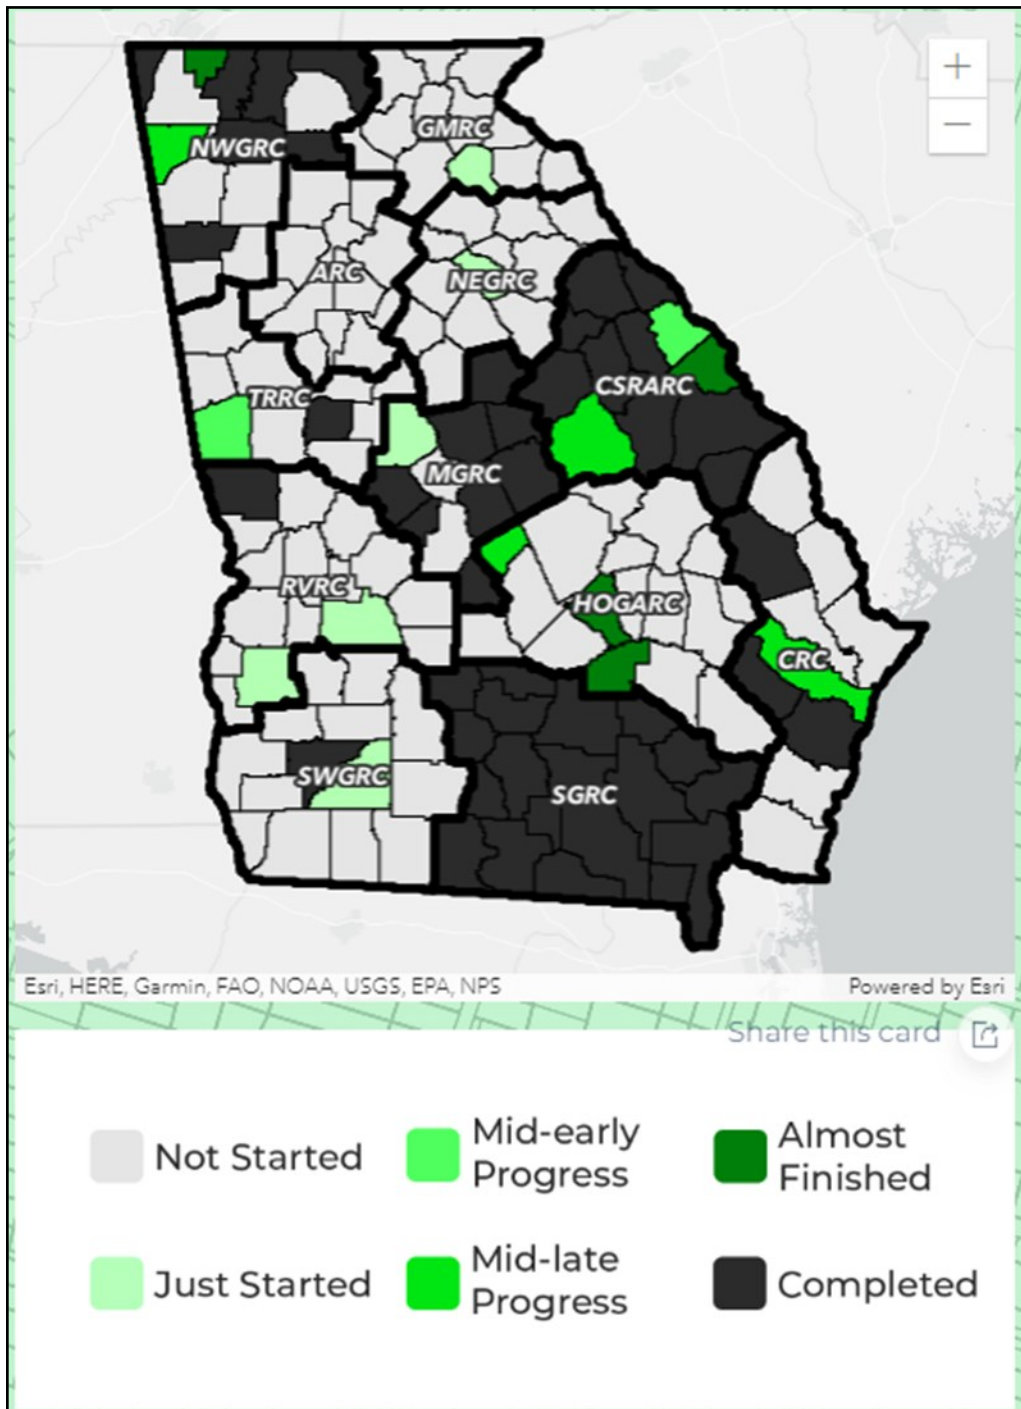 +
−
GMRC
NWGRC
ARC
NEGRC
CSRARC
TRRC
MGRC
RVRC
HOGARC
CRC
SWGRC
SGRC
Esri, HERE, Garmin, FAO, NOAA, USGS, EPA, NPS
Powered by Esri
Share this card
Not Started
Mid-early
Progress
Almost
Finished
Just Started
Mid-late
Progress
Completed